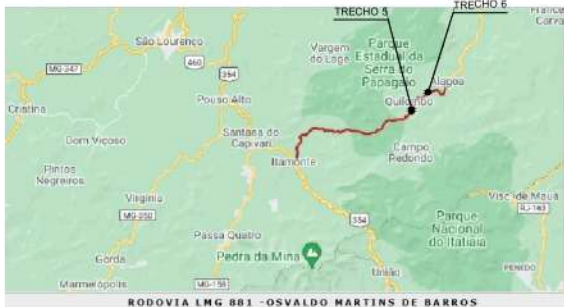 TRECHO 5
TRECHO 6
São Lourenço
Vargem
do Lage
Parque
Estadual da
Serra do
Papagaio
Alagoa
460
354
MG-347
Cristina
Pouso Alto
Quilombo
Dom Viçoso
Santana do
Capivari
Campo
Redondo
Itamonte
Pintos
Negreiros
Virgínia
MG-350
354
Parque
Nacional
do Itatiaia
Visc de Mauá
RJ-163
Passa Quatro
Pedra da Mina
Gorda
MG-158
União
PENEDO
Marmelópolis
RODOVIA LMG 881 -OSVALDO MARTINS DE BARROS